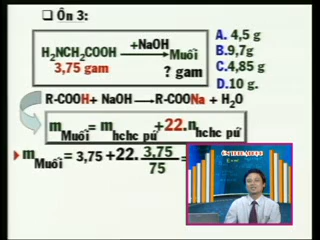 ❑ Ôn 3:
H₂NCH₂COOH +NaOH → Muối
3,75 gam ? gam
A. 4,5 g
B.9,7g
C.4,85 g
D.10 g.
R-COOH+ NaOH → R-COONa + H₂O
mMuối = mhchc pứ +22.nhchc pứ
mMuối = 3,75 +22. 3,75/75 =